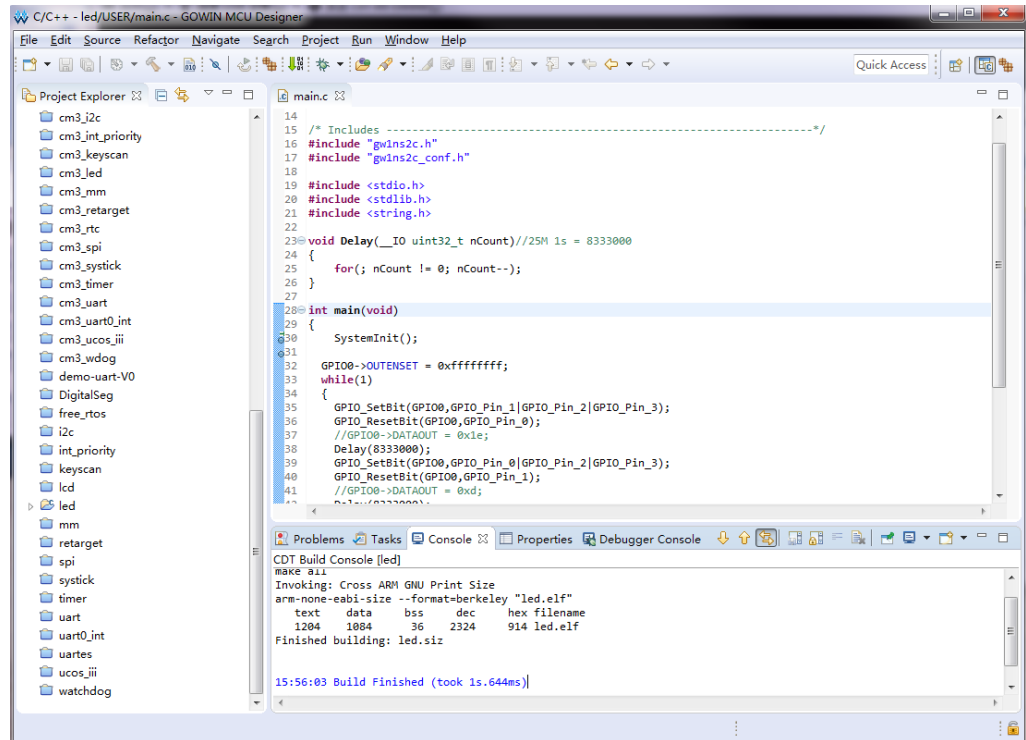 C/C++ - led/USER/main.c - GOWIN MCU Designer
File Edit Source Refactor Navigate Search Project Run Window Help
Quick Access
Project Explorer
cm3_i2c
cm3_int_priority
cm3_keyscan
cm3_led
cm3_mm
cm3_retarget
cm3_rtc
cm3_spi
cm3_systick
cm3_timer
cm3_uart
cm3_uart0_int
cm3_ucos_iii
cm3_wdog
demo-uart-V0
DigitalSeg
free_rtos
i2c
int_priority
keyscan
lcd
led
mm
retarget
spi
systick
timer
uart
uart0_int
uartes
ucos_iii
watchdog
main.c
14
15 /* Includes ------------------------------------------------------------------*/
16 #include "gw1ns2c.h"
17 #include "gw1ns2c_conf.h"
18
19 #include <stdio.h>
20 #include <stdlib.h>
21 #include <string.h>
22
23 void Delay(__IO uint32_t nCount)//25M 1s = 8333000
24 {
25 for(; nCount != 0; nCount--);
26 }
27
28 int main(void)
29 {
30 SystemInit();
31
32 GPIO0->OUTENSET = 0xffffffff;
33 while(1)
34 {
35 GPIO_SetBit(GPIO0,GPIO_Pin_1|GPIO_Pin_2|GPIO_Pin_3);
36 GPIO_ResetBit(GPIO0,GPIO_Pin_0);
37 //GPIO0->DATAOUT = 0x1e;
38 Delay(8333000);
39 GPIO_SetBit(GPIO0,GPIO_Pin_0|GPIO_Pin_2|GPIO_Pin_3);
40 GPIO_ResetBit(GPIO0,GPIO_Pin_1);
41 //GPIO0->DATAOUT = 0xd;
Problems Tasks Console Properties Debugger Console
CDT Build Console [led]
make all
Invoking: Cross ARM GNU Print Size
arm-none-eabi-size --format=berkeley "led.elf"
text data bss dec hex filename
1204 1084 36 2324 914 led.elf
Finished building: led.siz
15:56:03 Build Finished (took 1s.644ms)